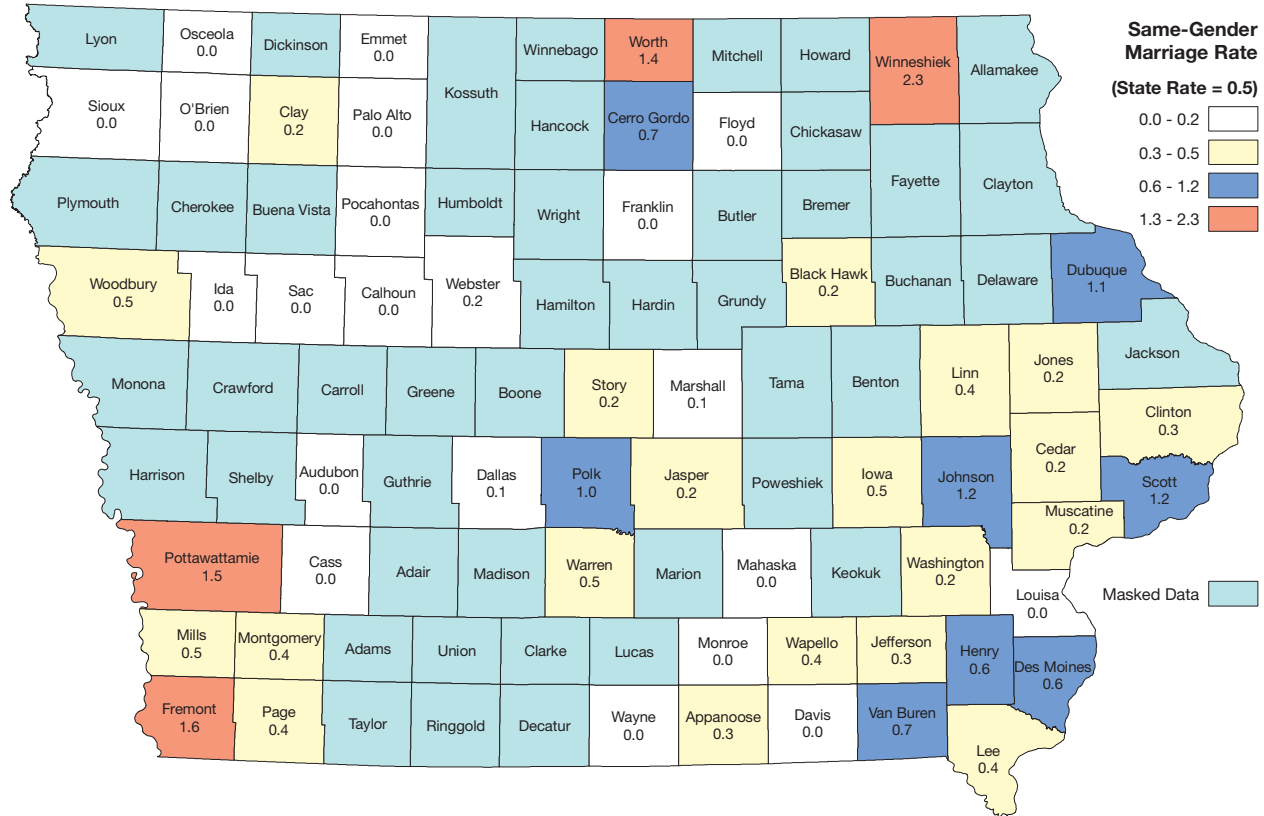 Same-Gender
Marriage Rate
(State Rate = 0.5)
0.0 - 0.2
0.3 - 0.5
0.6 - 1.2
1.3 - 2.3
Masked Data
Lyon
Osceola
0.0
Dickinson
Emmet
0.0
Kossuth
Winnebago
Worth
1.4
Mitchell
Howard
Winneshiek
2.3
Allamakee
Sioux
0.0
O'Brien
0.0
Clay
0.2
Palo Alto
0.0
Hancock
Cerro Gordo
0.7
Floyd
0.0
Chickasaw
Plymouth
Cherokee
Buena Vista
Pocahontas
0.0
Humboldt
Wright
Franklin
0.0
Butler
Bremer
Fayette
Clayton
Woodbury
0.5
Ida
0.0
Sac
0.0
Calhoun
0.0
Webster
0.2
Hamilton
Hardin
Grundy
Black Hawk
0.2
Buchanan
Delaware
Dubuque
1.1
Monona
Crawford
Carroll
Greene
Boone
Story
0.2
Marshall
0.1
Tama
Benton
Linn
0.4
Jones
0.2
Jackson
Clinton
0.3
Harrison
Shelby
Audubon
0.0
Guthrie
Dallas
0.1
Polk
1.0
Jasper
0.2
Poweshiek
Iowa
0.5
Johnson
1.2
Cedar
0.2
Scott
1.2
Muscatine
0.2
Pottawattamie
1.5
Cass
0.0
Adair
Madison
Warren
0.5
Marion
Mahaska
0.0
Keokuk
Washington
0.2
Louisa
0.0
Mills
0.5
Montgomery
0.4
Adams
Union
Clarke
Lucas
Monroe
0.0
Wapello
0.4
Jefferson
0.3
Henry
0.6
Des Moines
0.6
Fremont
1.6
Page
0.4
Taylor
Ringgold
Decatur
Wayne
0.0
Appanoose
0.3
Davis
0.0
Van Buren
0.7
Lee
0.4